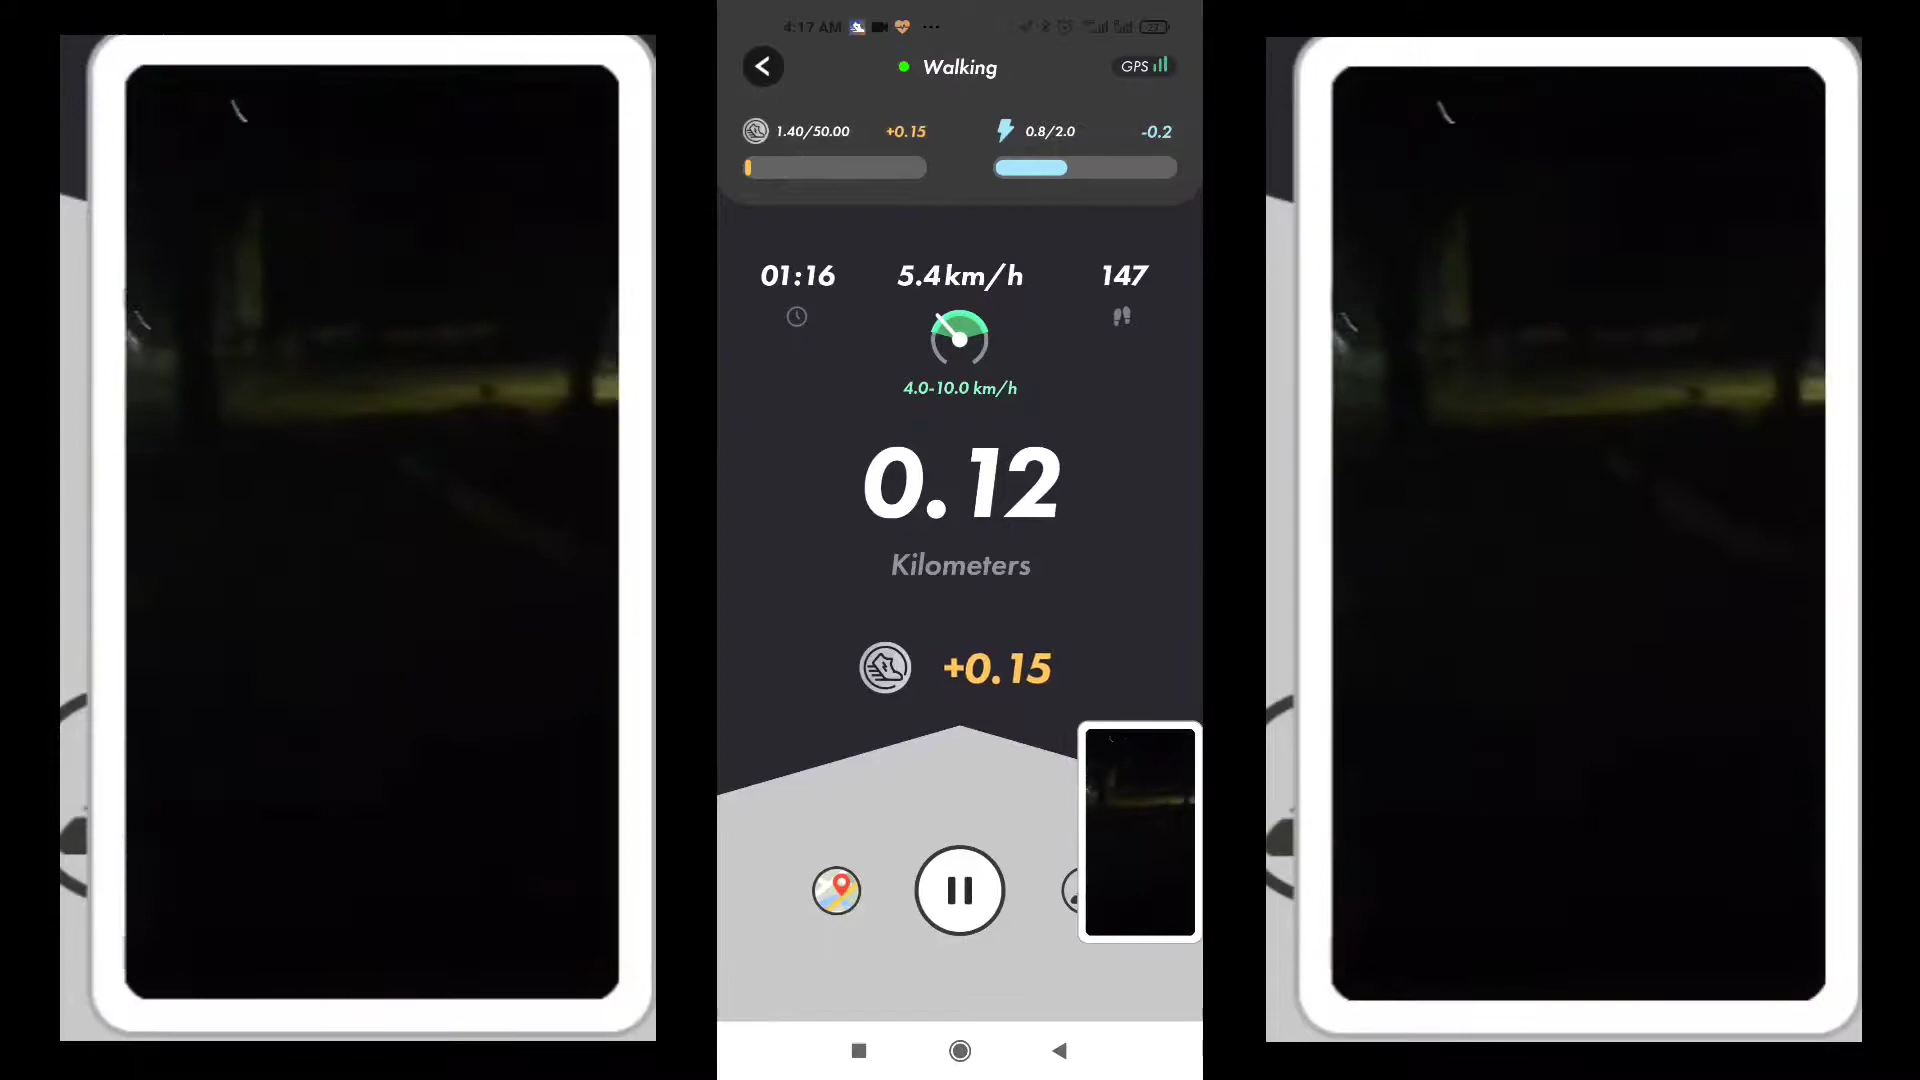 4:17 AM ... 27
Walking GPS
1.40/50.00 +0.15 0.8/2.0 -0.2
01:16 5.4km/h 147
4.0-10.0 km/h
0.12
Kilometers
+0.15